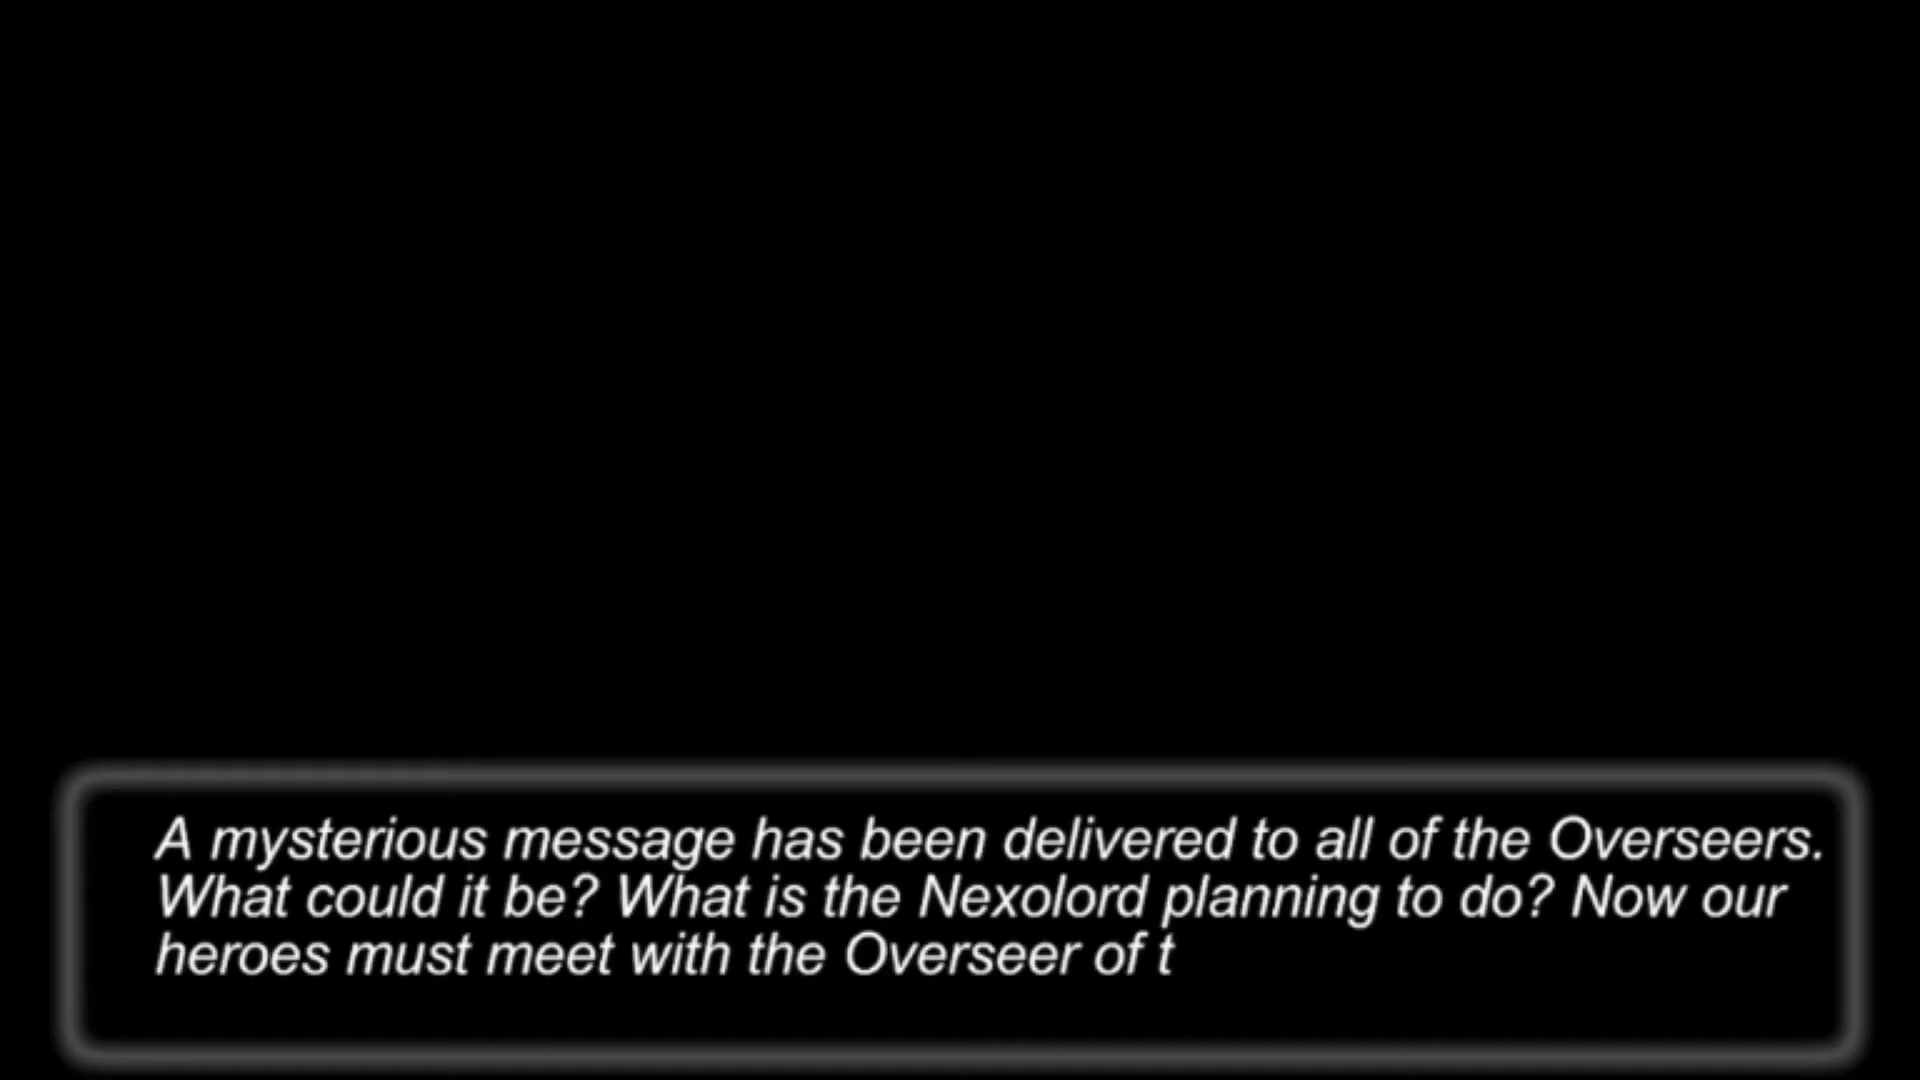 A mysterious message has been delivered to all of the Overseers.
What could it be? What is the Nexolord planning to do? Now our
heroes must meet with the Overseer of t